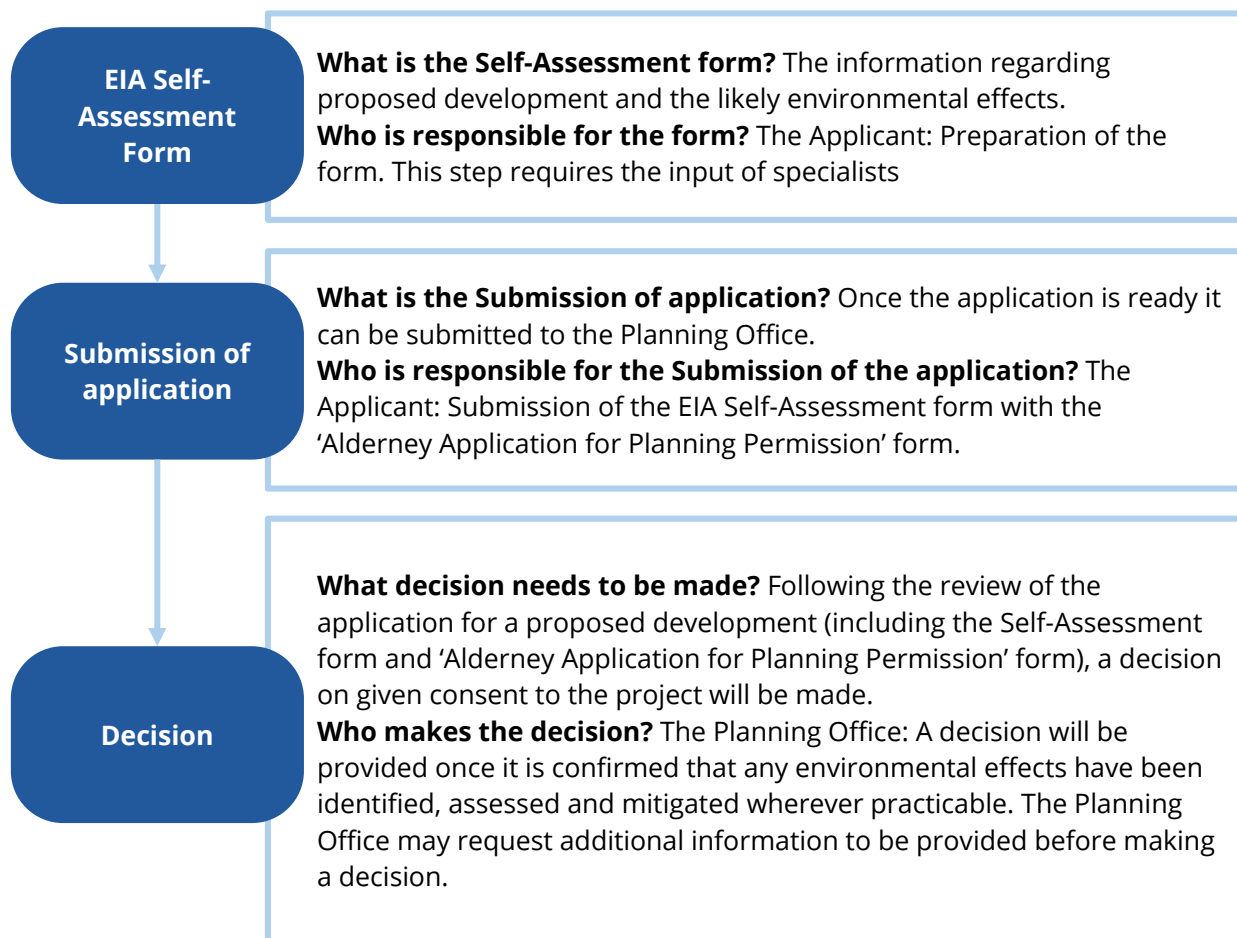 EIA Self-
Assessment
Form
What is the Self-Assessment form? The information regarding
proposed development and the likely environmental effects.
Who is responsible for the form? The Applicant: Preparation of the
form. This step requires the input of specialists
Submission of
application
What is the Submission of application? Once the application is ready it
can be submitted to the Planning Office.
Who is responsible for the Submission of the application? The
Applicant: Submission of the EIA Self-Assessment form with the
‘Alderney Application for Planning Permission’ form.
Decision
What decision needs to be made? Following the review of the
application for a proposed development (including the Self-Assessment
form and ‘Alderney Application for Planning Permission’ form), a decision
on given consent to the project will be made.
Who makes the decision? The Planning Office: A decision will be
provided once it is confirmed that any environmental effects have been
identified, assessed and mitigated wherever practicable. The Planning
Office may request additional information to be provided before making
a decision.